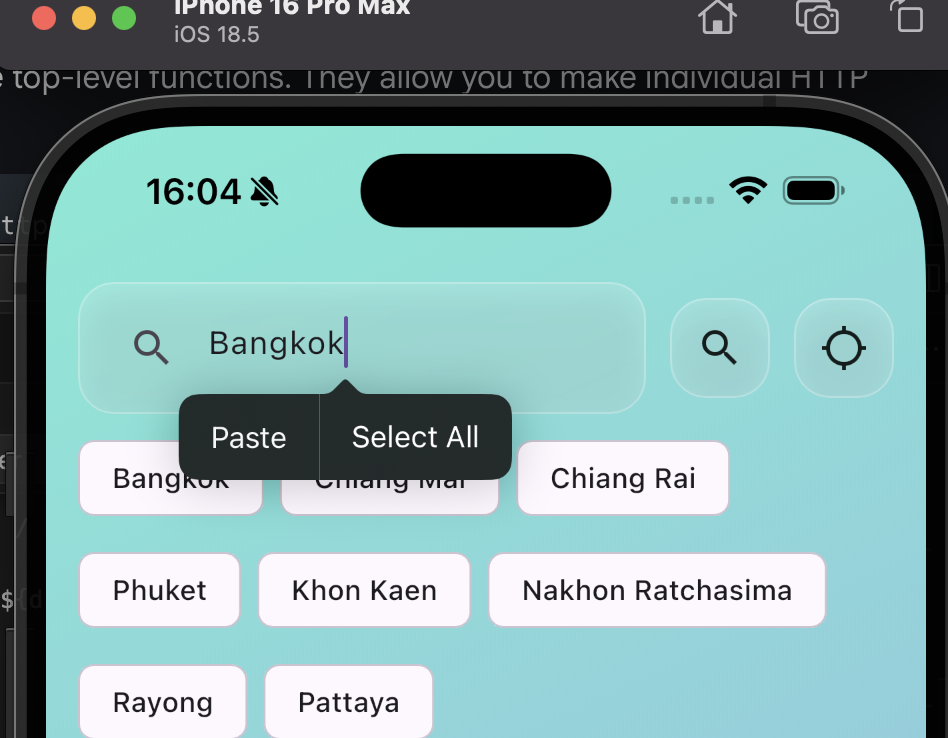 iPhone 16 Pro Max
iOS 18.5
e top-level functions. They allow you to make individual HTTP
16:04
Bangkok
Paste
Select All
Bangkok
Chiang Mai
Chiang Rai
Phuket
Khon Kaen
Nakhon Ratchasima
Rayong
Pattaya